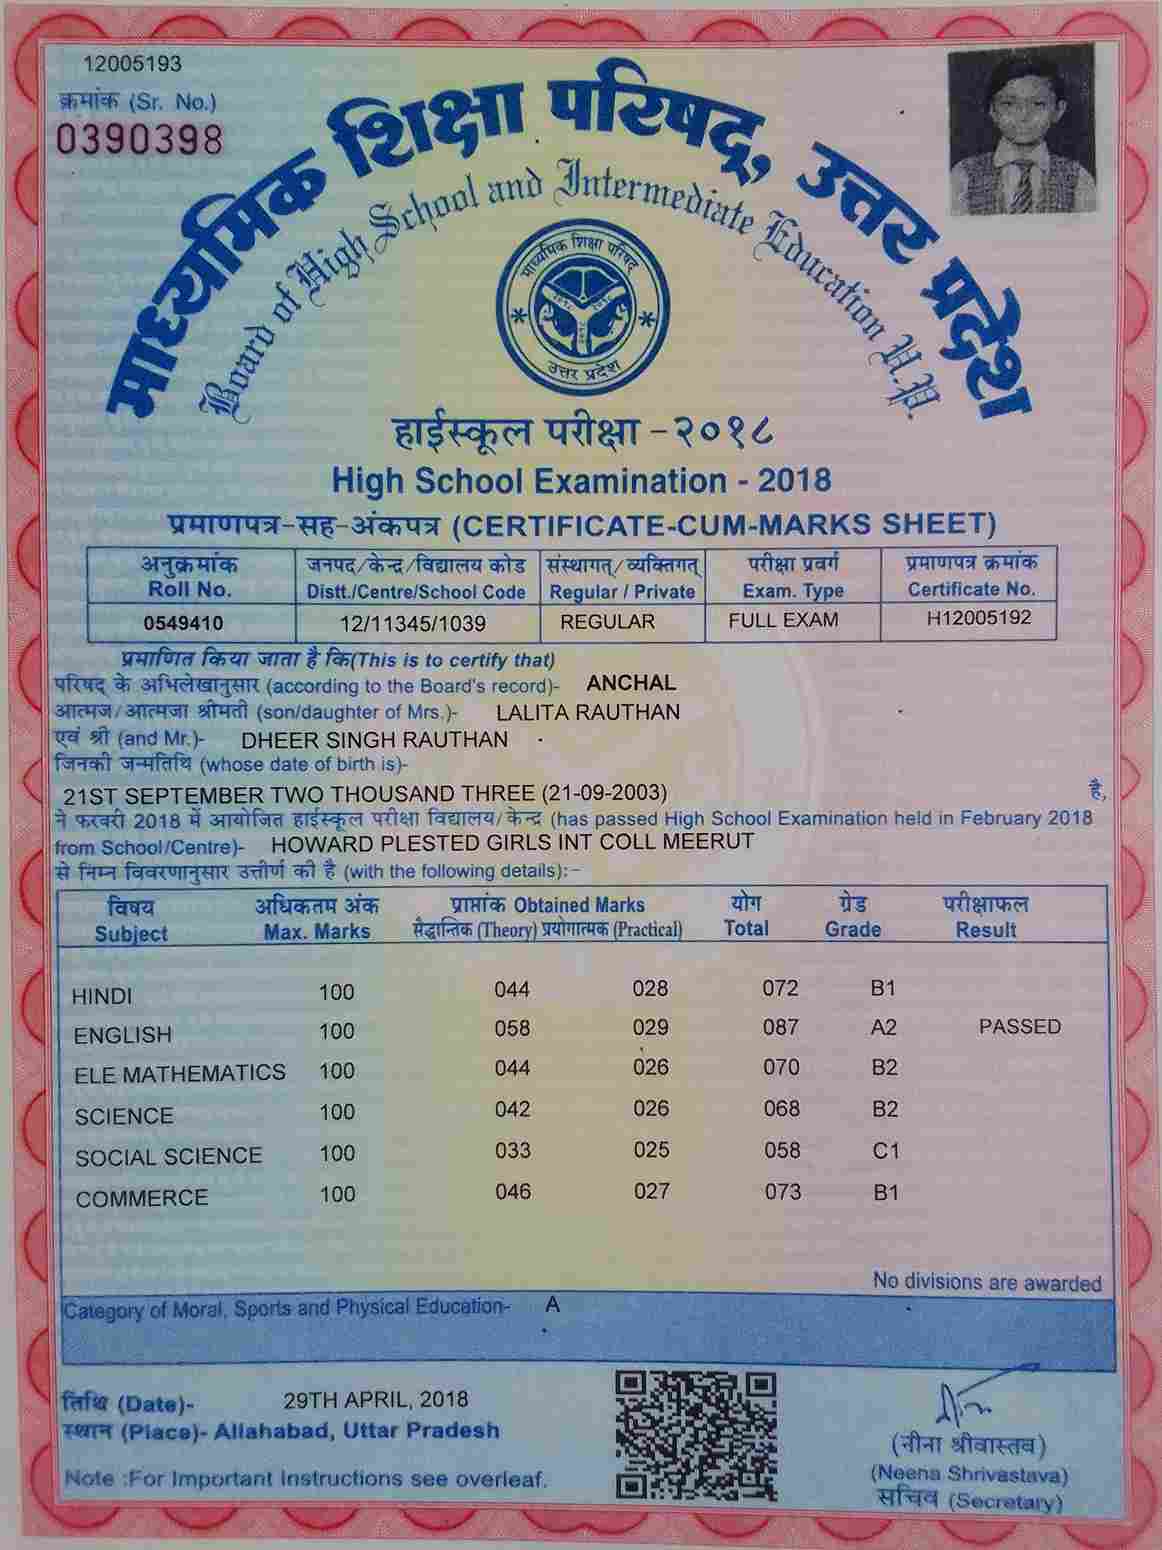 12005193
क्रमांक (Sr. No.)
0390398
माध्यमिक शिक्षा परिषद्, उत्तर प्रदेश
Board of High School and Intermediate Education U.P.
माध्यमिक शिक्षा परिषद
उत्तर प्रदेश
हाईस्कूल परीक्षा - २०१८
High School Examination - 2018
प्रमाणपत्र-सह-अंकपत्र (CERTIFICATE-CUM-MARKS SHEET)
अनुक्रमांक जनपद/केन्द्र/विद्यालय कोड संस्थागत्/व्यक्तिगत् परीक्षा प्रवर्ग प्रमाणपत्र क्रमांक
Roll No. Distt./Centre/School Code Regular / Private Exam. Type Certificate No.
0549410 12/11345/1039 REGULAR FULL EXAM H12005192
प्रमाणित किया जाता है कि(This is to certify that)
परिषद् के अभिलेखानुसार (according to the Board's record)- ANCHAL
आत्मज/आत्मजा श्रीमती (son/daughter of Mrs.)- LALITA RAUTHAN
एवं श्री (and Mr.)- DHEER SINGH RAUTHAN
जिनकी जन्मतिथि (whose date of birth is)-
21ST SEPTEMBER TWO THOUSAND THREE (21-09-2003) है,
ने फरवरी 2018 में आयोजित हाईस्कूल परीक्षा विद्यालय/केन्द्र (has passed High School Examination held in February 2018
from School/Centre)- HOWARD PLESTED GIRLS INT COLL MEERUT
से निम्न विवरणानुसार उत्तीर्ण की है (with the following details):-
विषय अधिकतम अंक प्राप्तांक Obtained Marks योग ग्रेड परीक्षाफल
Subject Max. Marks सैद्धान्तिक (Theory) प्रयोगात्मक (Practical) Total Grade Result
HINDI 100 044 028 072 B1
ENGLISH 100 058 029 087 A2 PASSED
ELE MATHEMATICS 100 044 026 070 B2
SCIENCE 100 042 026 068 B2
SOCIAL SCIENCE 100 033 025 058 C1
COMMERCE 100 046 027 073 B1
No divisions are awarded
Category of Moral, Sports and Physical Education- A
तिथि (Date)- 29TH APRIL, 2018
स्थान (Place)- Allahabad, Uttar Pradesh
(नीना श्रीवास्तव)
(Neena Shrivastava)
सचिव (Secretary)
Note :For Important Instructions see overleaf.